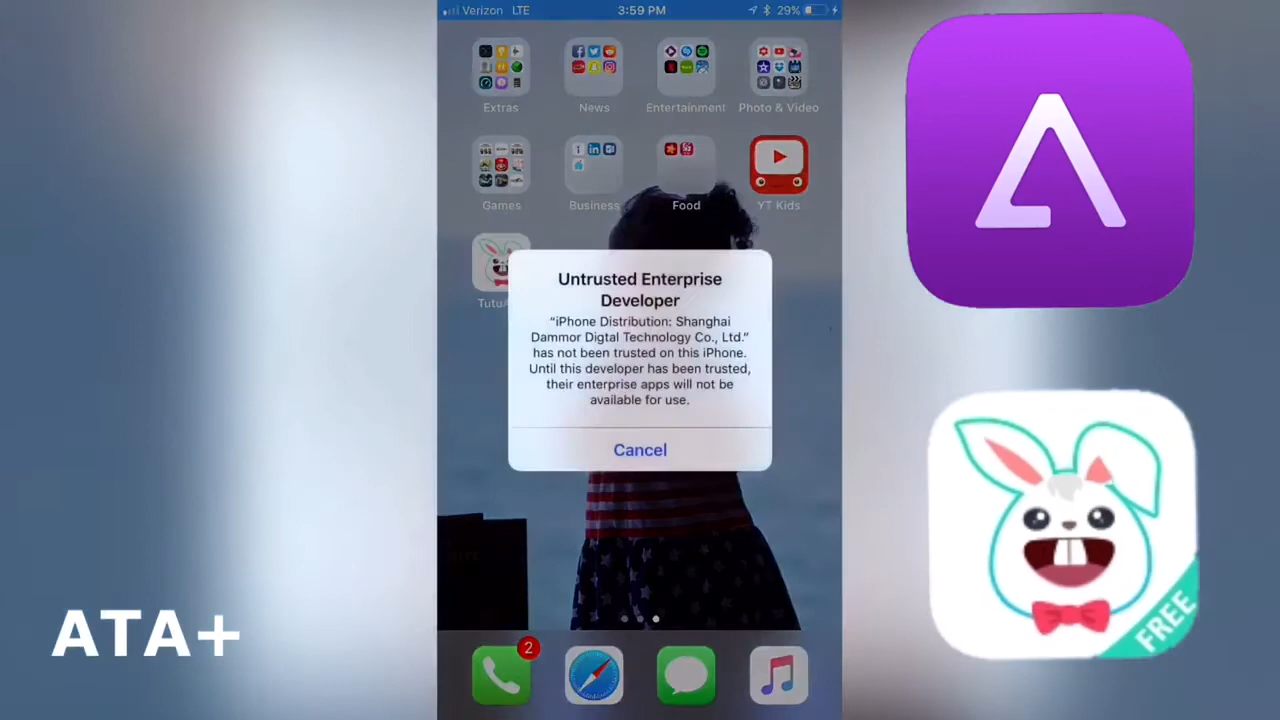 Verizon LTE 3:59 PM 29%
Extras News Entertainment Photo & Video
Games Business Food YT Kids
Untrusted Enterprise
Developer
“iPhone Distribution: Shanghai
Dammor Digtal Technology Co., Ltd.”
has not been trusted on this iPhone.
Until this developer has been trusted,
their enterprise apps will not be
available for use.
Cancel
ATA+
FREE
2